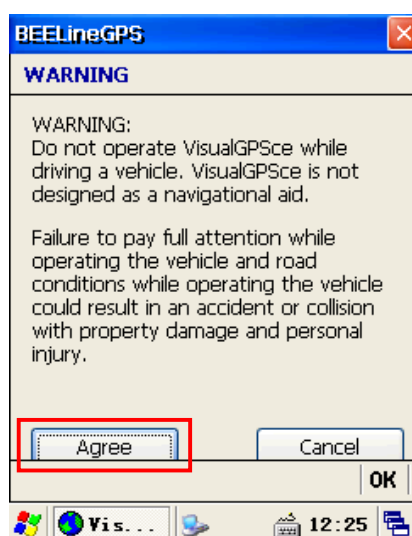 BEELineGPS
WARNING
WARNING:
Do not operate VisualGPSce while
driving a vehicle. VisualGPSce is not
designed as a navigational aid.
Failure to pay full attention while
operating the vehicle and road
conditions while operating the vehicle
could result in an accident or collision
with property damage and personal
injury.
Agree Cancel
OK
Vis... 12:25